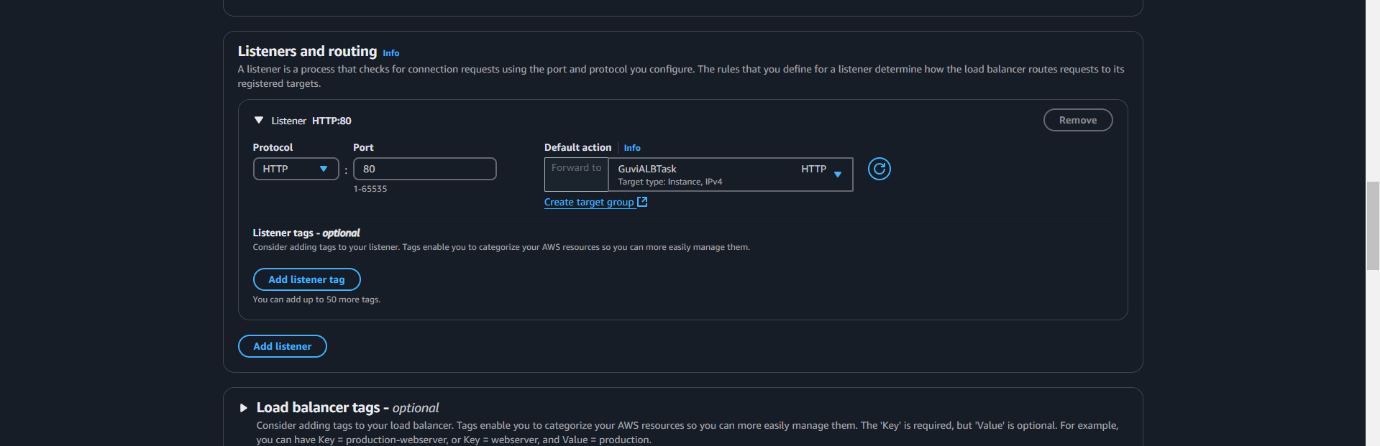 Listeners and routing Info
A listener is a process that checks for connection requests using the port and protocol you configure. The rules that you define for a listener determine how the load balancer routes requests to its
registered targets.
Listener HTTP:80
Remove
Protocol Port Default action Info
HTTP : 80 Forward to GuviALBTask HTTP
Target type: Instance, IPv4
1-65535
Create target group
Listener tags - optional
Consider adding tags to your listener. Tags enable you to categorize your AWS resources so you can more easily manage them.
Add listener tag
You can add up to 50 more tags.
Add listener
Load balancer tags - optional
Consider adding tags to your load balancer. Tags enable you to categorize your AWS resources so you can more easily manage them. The 'Key' is required, but 'Value' is optional. For example,
you can have Key = production-webserver, or Key = webserver, and Value = production.